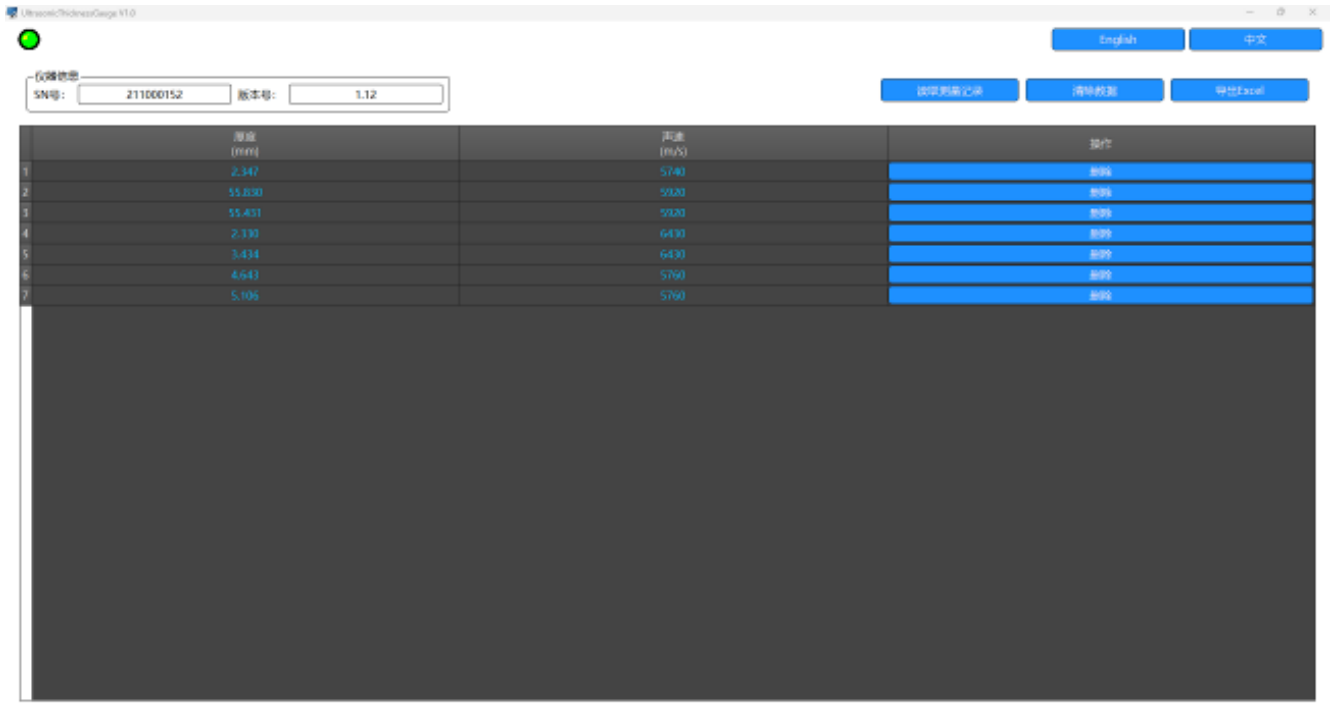 UltrasonicThicknessGauge V1.0
English 中文
仪器信息
SN号: 211000152 版本号: 1.12
读取测量记录 清除数据 导出Excel
厚度 声速 操作
(mm) (m/s)
1 2.347 5740 删除
2 55.830 5920 删除
3 55.451 5920 删除
4 2.330 6430 删除
5 3.434 6430 删除
6 4.643 5760 删除
7 5.106 5760 删除